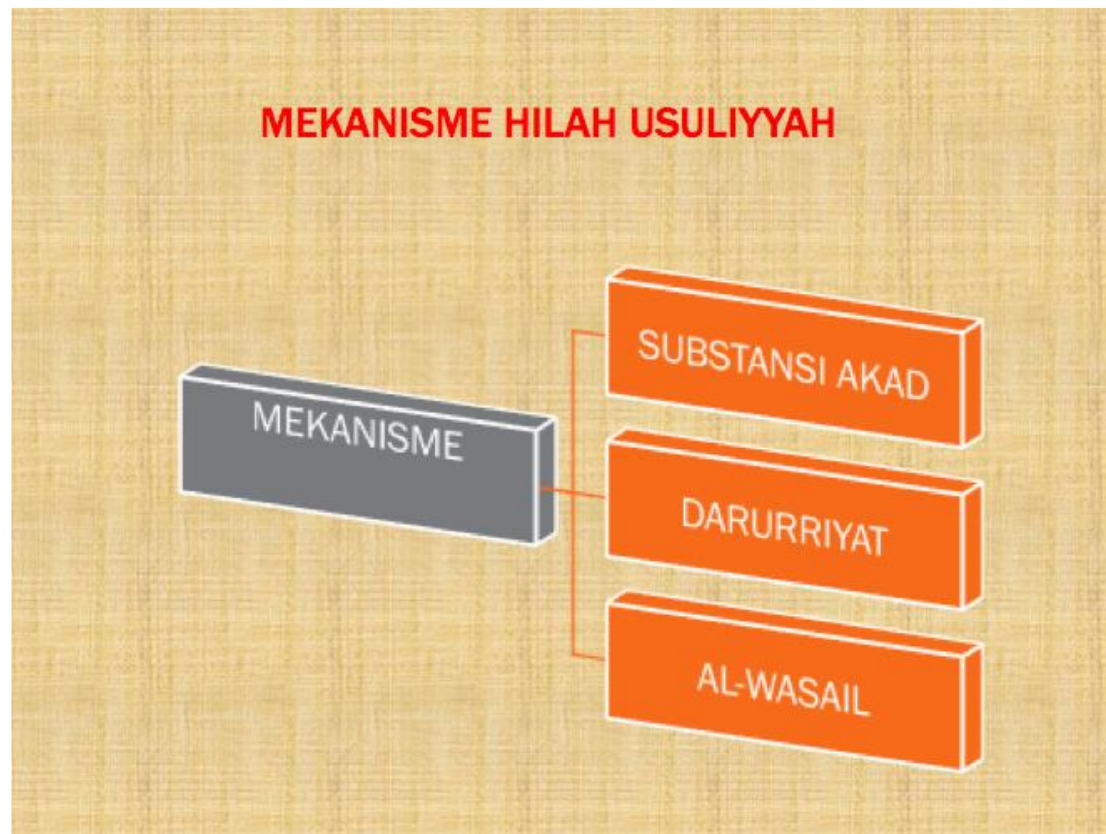 MEKANISME HILAH USULIYYAH
MEKANISME
SUBSTANSI AKAD
DARURRIYAT
AL-WASAIL